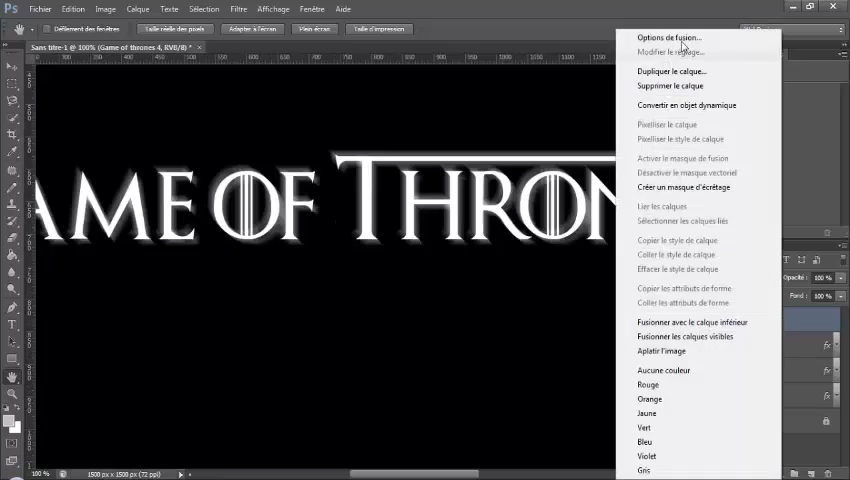 Ps Fichier Edition Image Calque Texte Sélection Filtre Affichage Fenêtre Aide
Défilement des fenêtres Taille réelle des pixels Adapter à l'écran Plein écran Taille d'impression
Sans titre-1 @ 100% (Game of thrones 4, RVB/8) * ×
AME OF THRON
Options de fusion...
Modifier le réglage...
Dupliquer le calque...
Supprimer le calque
Convertir en objet dynamique
Pixelliser le calque
Pixelliser le style de calque
Activer le masque de fusion
Désactiver le masque vectoriel
Créer un masque d'écrêtage
Lier les calques
Sélectionner les calques liés
Copier le style de calque
Coller le style de calque
Effacer le style de calque
Copier les attributs de forme
Coller les attributs de forme
Fusionner avec le calque inférieur
Fusionner les calques visibles
Aplatir l'image
Aucune couleur
Rouge
Orange
Jaune
Vert
Bleu
Violet
Gris
Opacité : 100 %
Fond : 100 %
fx
fx
fx
100 % 1500 px x 1500 px (72 ppi)